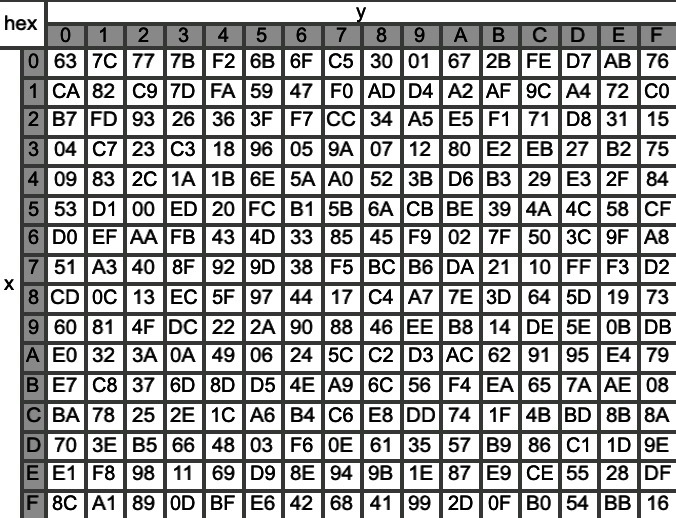 hex y
0 1 2 3 4 5 6 7 8 9 A B C D E F
0 63 7C 77 7B F2 6B 6F C5 30 01 67 2B FE D7 AB 76
1 CA 82 C9 7D FA 59 47 F0 AD D4 A2 AF 9C A4 72 C0
2 B7 FD 93 26 36 3F F7 CC 34 A5 E5 F1 71 D8 31 15
3 04 C7 23 C3 18 96 05 9A 07 12 80 E2 EB 27 B2 75
4 09 83 2C 1A 1B 6E 5A A0 52 3B D6 B3 29 E3 2F 84
5 53 D1 00 ED 20 FC B1 5B 6A CB BE 39 4A 4C 58 CF
6 D0 EF AA FB 43 4D 33 85 45 F9 02 7F 50 3C 9F A8
7 51 A3 40 8F 92 9D 38 F5 BC B6 DA 21 10 FF F3 D2
x 8 CD 0C 13 EC 5F 97 44 17 C4 A7 7E 3D 64 5D 19 73
9 60 81 4F DC 22 2A 90 88 46 EE B8 14 DE 5E 0B DB
A E0 32 3A 0A 49 06 24 5C C2 D3 AC 62 91 95 E4 79
B E7 C8 37 6D 8D D5 4E A9 6C 56 F4 EA 65 7A AE 08
C BA 78 25 2E 1C A6 B4 C6 E8 DD 74 1F 4B BD 8B 8A
D 70 3E B5 66 48 03 F6 0E 61 35 57 B9 86 C1 1D 9E
E E1 F8 98 11 69 D9 8E 94 9B 1E 87 E9 CE 55 28 DF
F 8C A1 89 0D BF E6 42 68 41 99 2D 0F B0 54 BB 16